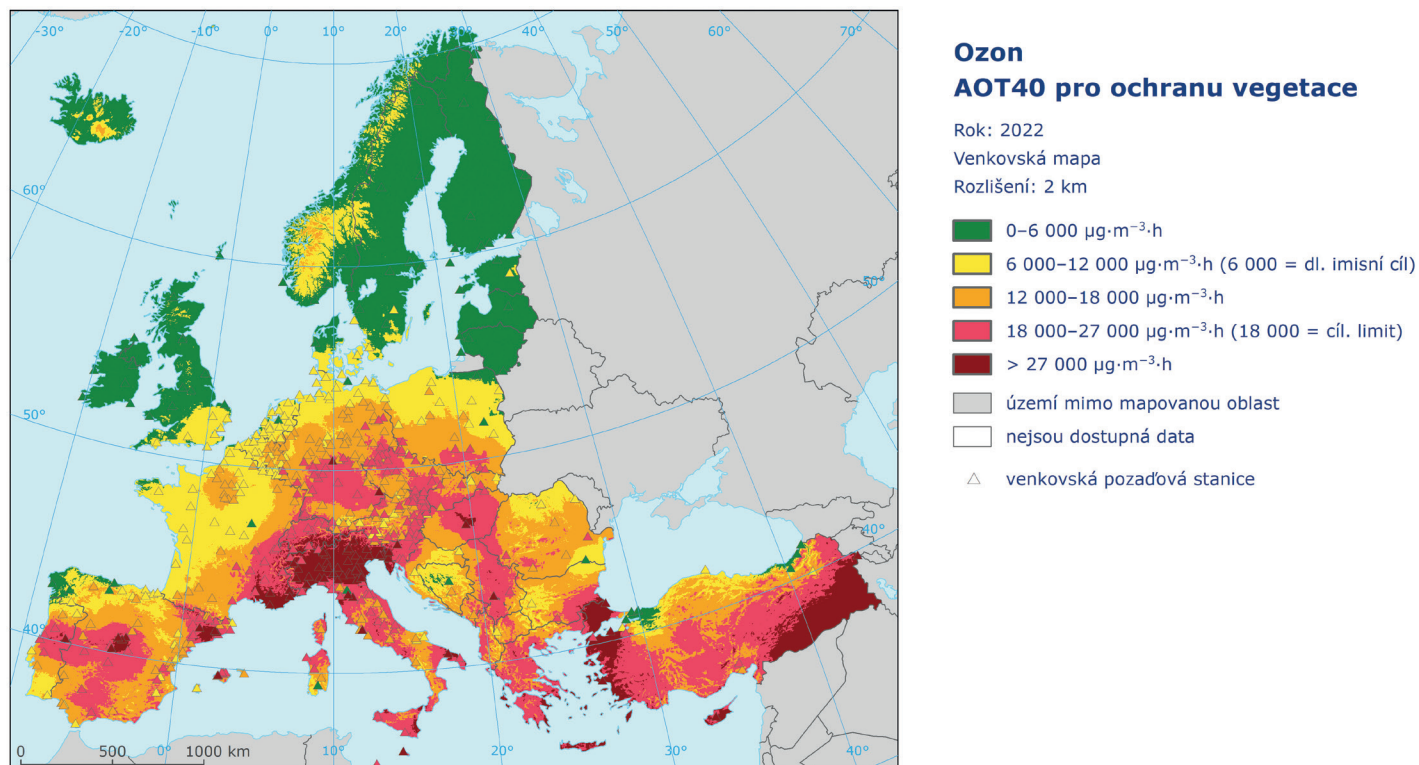 -30°
-20°
-10°
0°
10°
20°
30°
40°
50°
60°
70°
60°
50°
40°
50°
40°
0
500
1000 km
0°
10°
20°
30°
40°
Ozon
AOT40 pro ochranu vegetace
Rok: 2022
Venkovská mapa
Rozlišení: 2 km
0–6 000 µg·m⁻³·h
6 000–12 000 µg·m⁻³·h (6 000 = dl. imisní cíl)
12 000–18 000 µg·m⁻³·h
18 000–27 000 µg·m⁻³·h (18 000 = cíl. limit)
> 27 000 µg·m⁻³·h
území mimo mapovanou oblast
nejsou dostupná data
venkovská pozaďová stanice